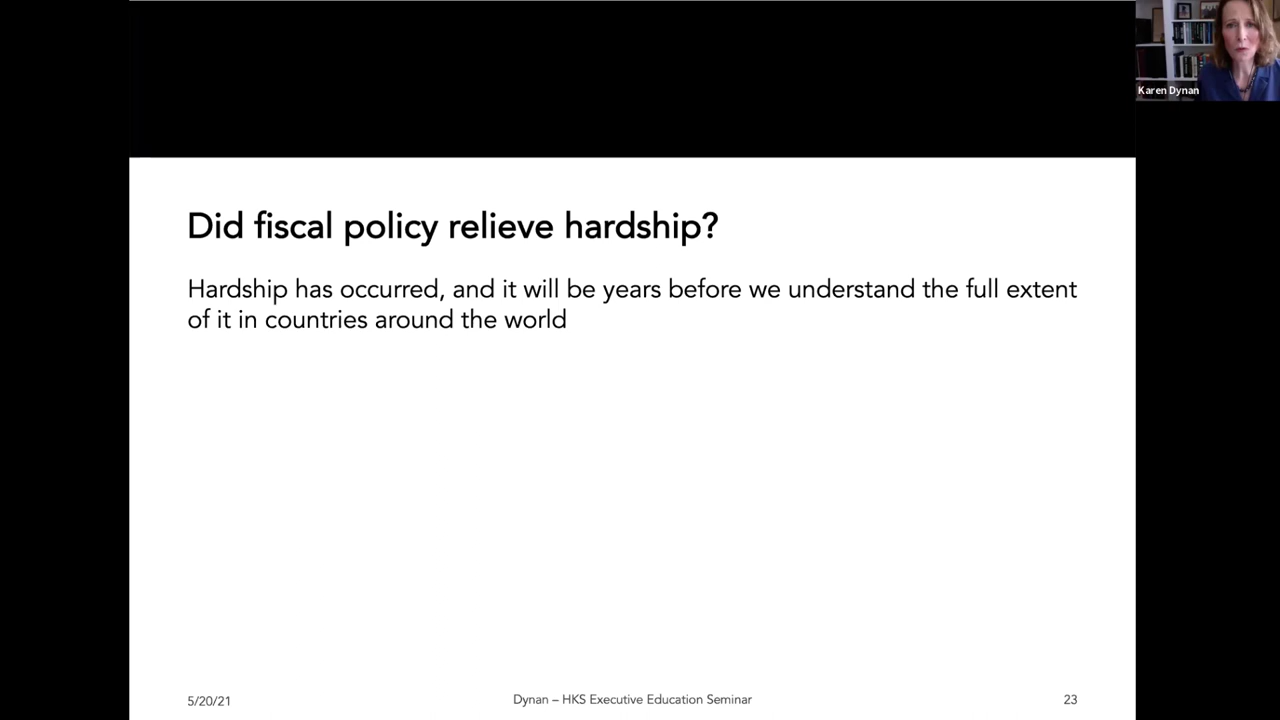 Karen Dynan
Did fiscal policy relieve hardship?
Hardship has occurred, and it will be years before we understand the full extent
of it in countries around the world
5/20/21
Dynan – HKS Executive Education Seminar
23